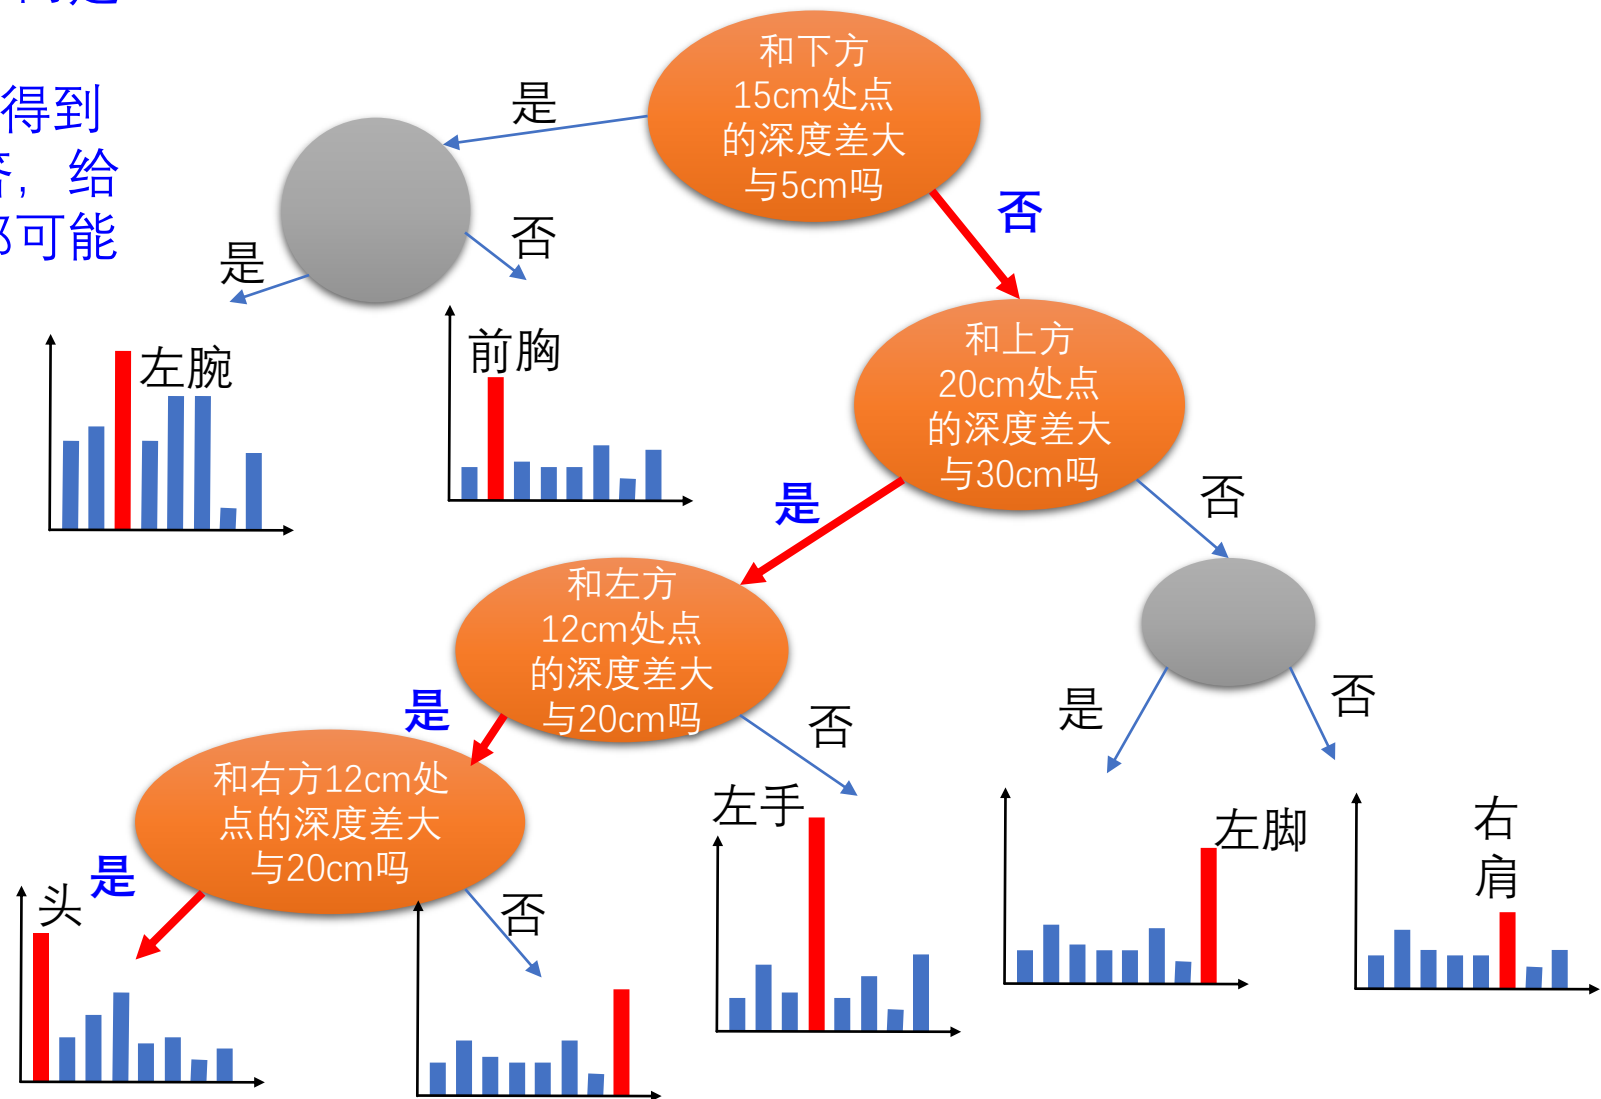 得到
给
可能
和下方
15cm处点
的深度差大
与5cm吗
是
否
是
否
和上方
20cm处点
的深度差大
与30cm吗
左腕
前胸
是
否
和左方
12cm处点
的深度差大
与20cm吗
是
否
是
否
和右方12cm处
点的深度差大
与20cm吗
左手
左脚
右
肩
是
头
否